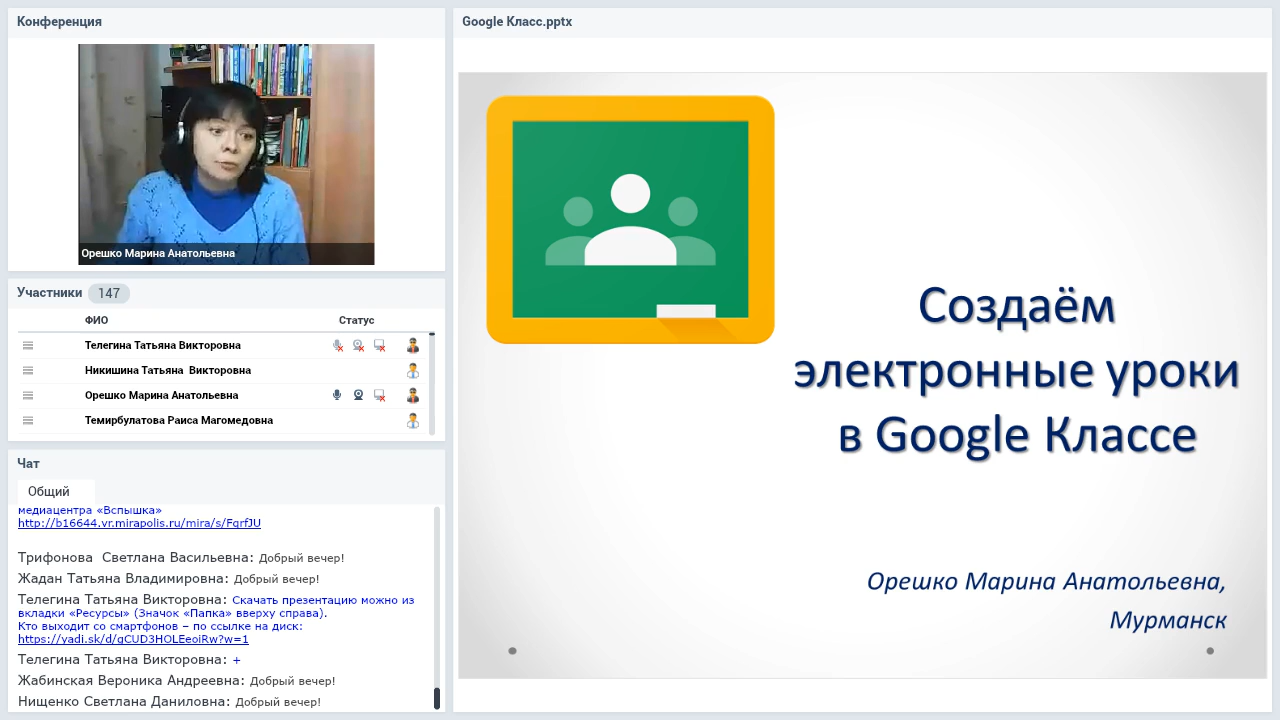 Конференция
Орешко Марина Анатольевна
Участники 147
ФИО Статус
Телегина Татьяна Викторовна
Никишина Татьяна Викторовна
Орешко Марина Анатольевна
Темирбулатова Раиса Магомедовна
Чат
Общий
медиацентра «Вспышка»
http://b16644.vr.mirapolis.ru/mira/s/FqrfJU
Трифонова Светлана Васильевна: Добрый вечер!
Жадан Татьяна Владимировна: Добрый вечер!
Телегина Татьяна Викторовна: Скачать презентацию можно из
вкладки «Ресурсы» (Значок «Папка» вверху справа).
Кто выходит со смартфонов – по ссылке на диск:
https://yadi.sk/d/gCUD3HOLEeoiRw?w=1
Телегина Татьяна Викторовна: +
Жабинская Вероника Андреевна: Добрый вечер!
Нищенко Светлана Даниловна: Добрый вечер!
Google Класс.pptx
Создаём
электронные уроки
в Google Классе
Орешко Марина Анатольевна,
Мурманск